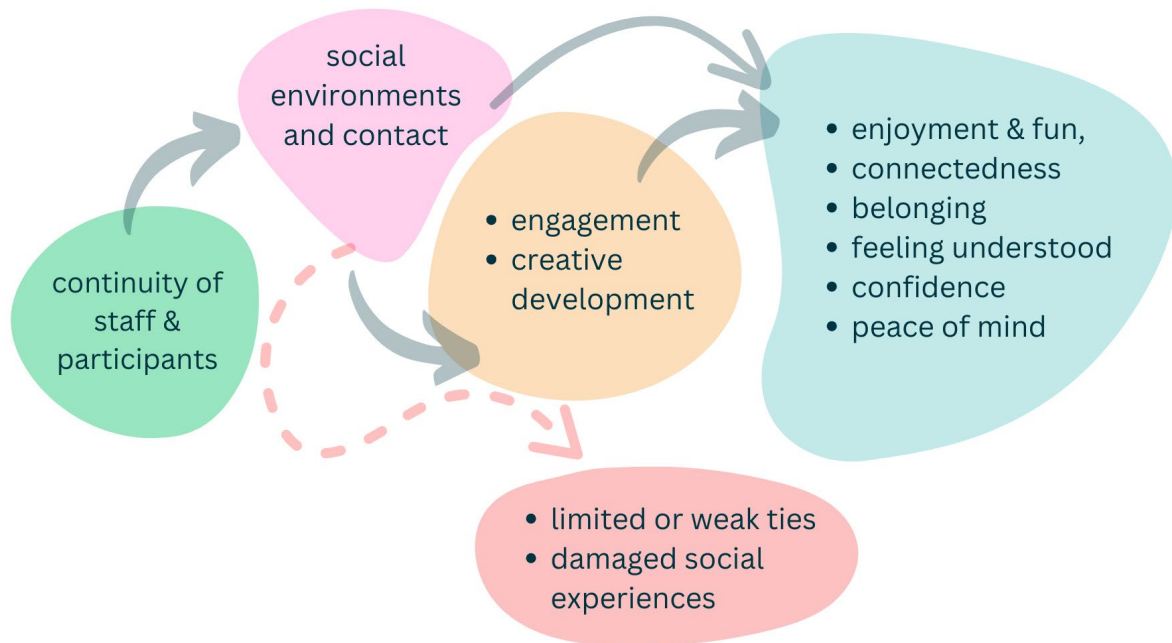 social
environments
and contact
continuity of
staff &
participants
• engagement
• creative
development
• enjoyment & fun,
• connectedness
• belonging
• feeling understood
• confidence
• peace of mind
• limited or weak ties
• damaged social
experiences